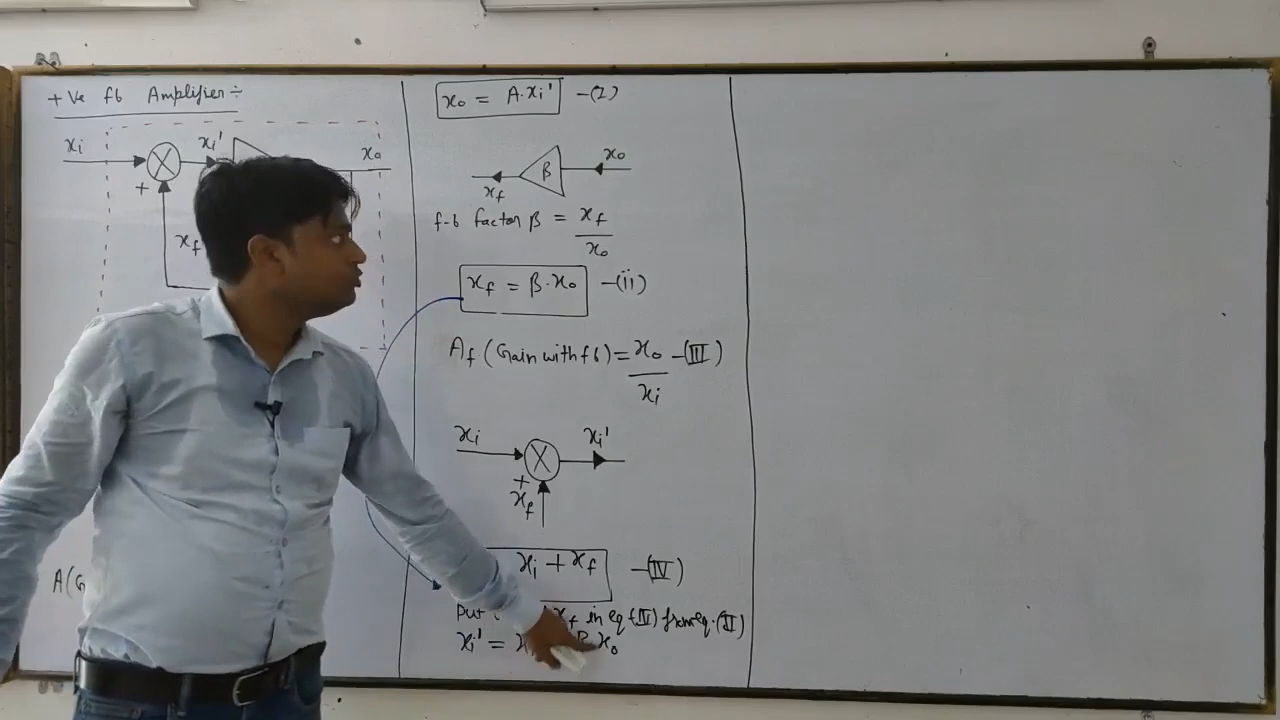 +Ve fb Amplifier÷
xi
xi'
xo
+
xf
A(G
xo = A.xi' -(I)
β
xo
xf
f-b factor β = xf/xo
xf = β.xo -(ii)
Af (Gain with fb) = xo/xi -(III)
xi
xi'
+
xf
xi + xf -(IV)
Put xf in eq (IV) from eq. (II)
xi' = xo